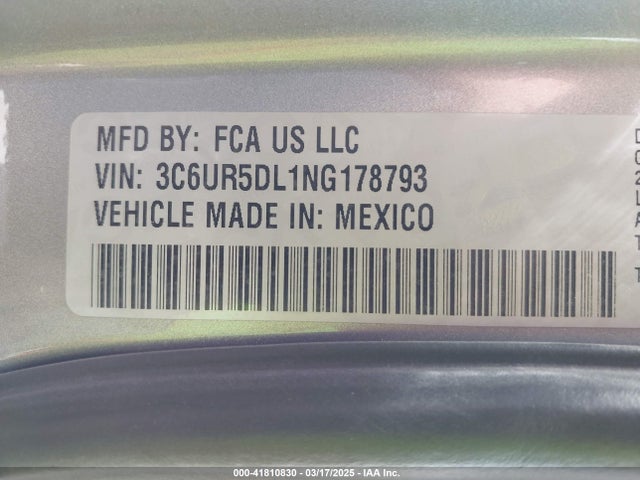 MFD BY: FCA US LLC
VIN: 3C6UR5DL1NG178793
VEHICLE MADE IN: MEXICO
000-41810830 - 03/17/2025 - IAA Inc.